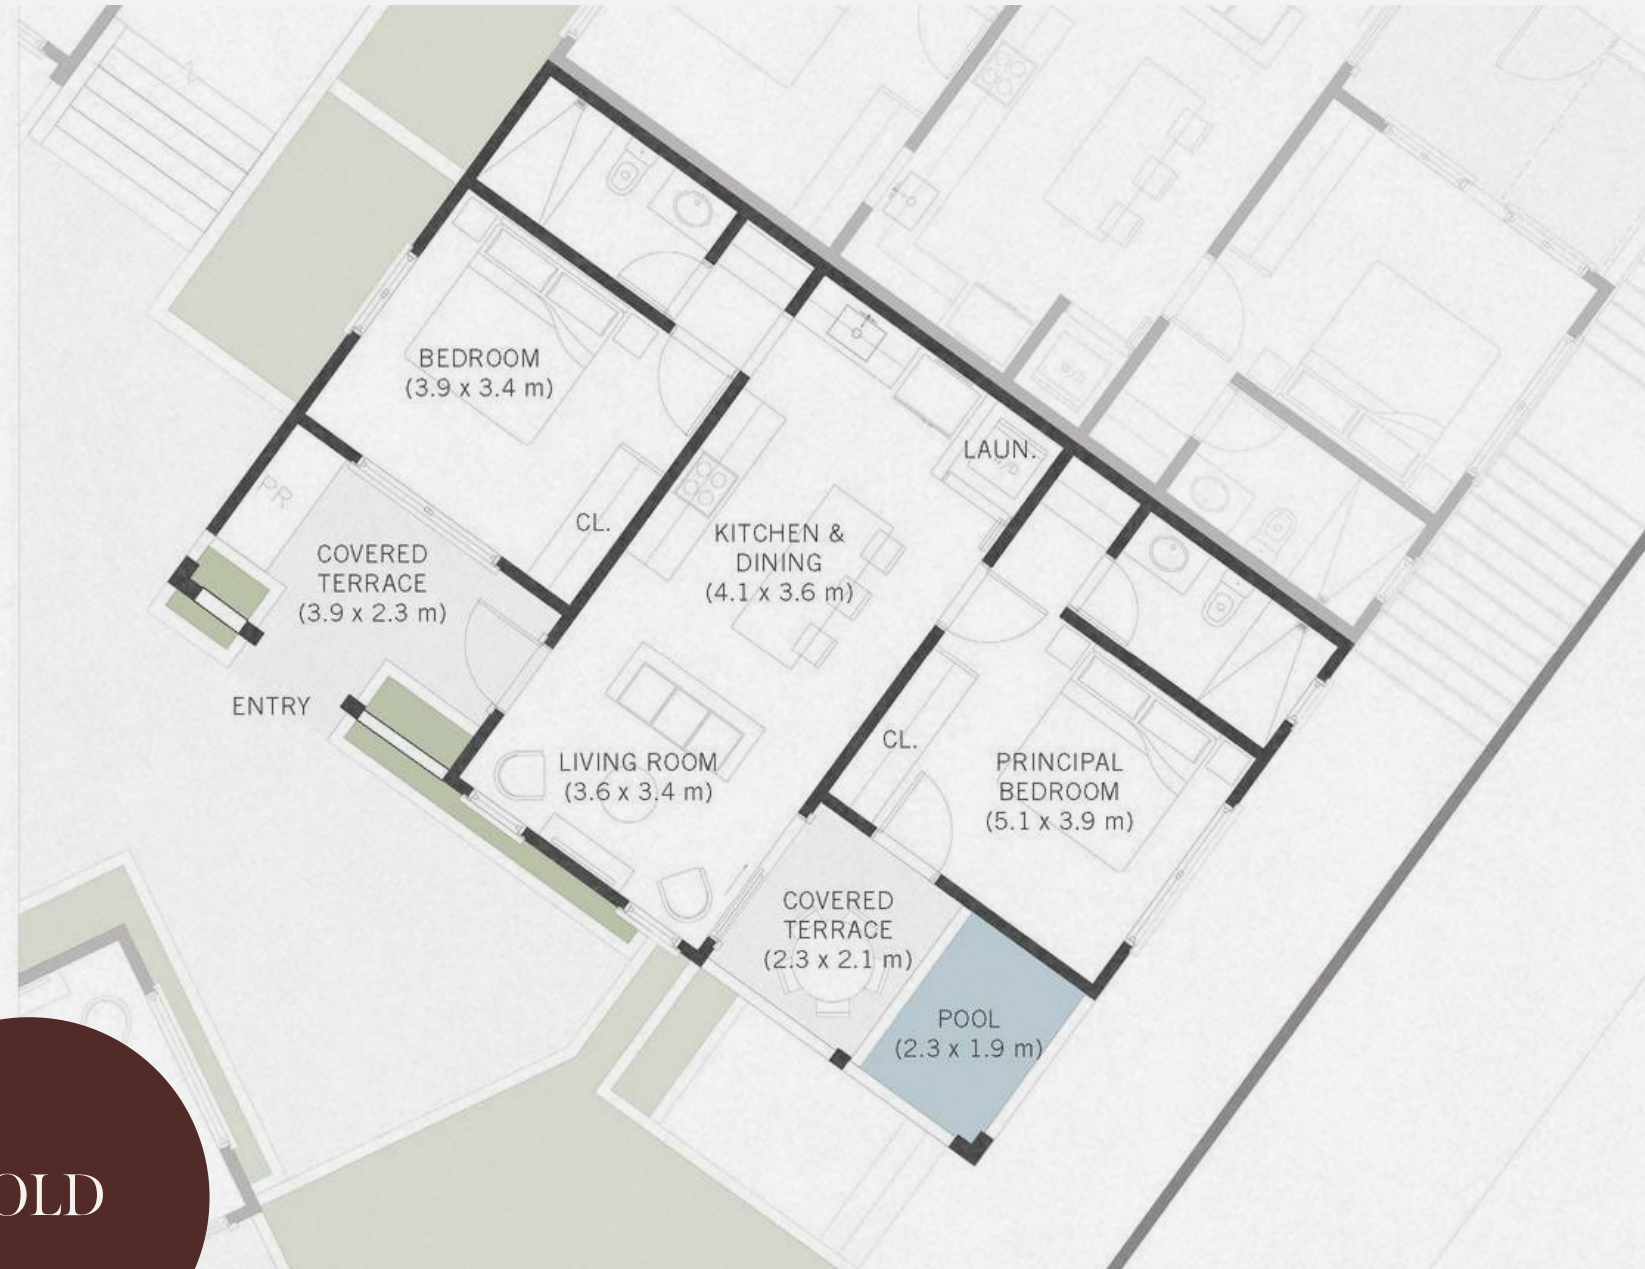 BEDROOM
(3.9 x 3.4 m)
LAUN.
PR
CL.
KITCHEN &
DINING
(4.1 x 3.6 m)
COVERED
TERRACE
(3.9 x 2.3 m)
ENTRY
CL.
LIVING ROOM
(3.6 x 3.4 m)
PRINCIPAL
BEDROOM
(5.1 x 3.9 m)
COVERED
TERRACE
(2.3 x 2.1 m)
POOL
(2.3 x 1.9 m)
OLD